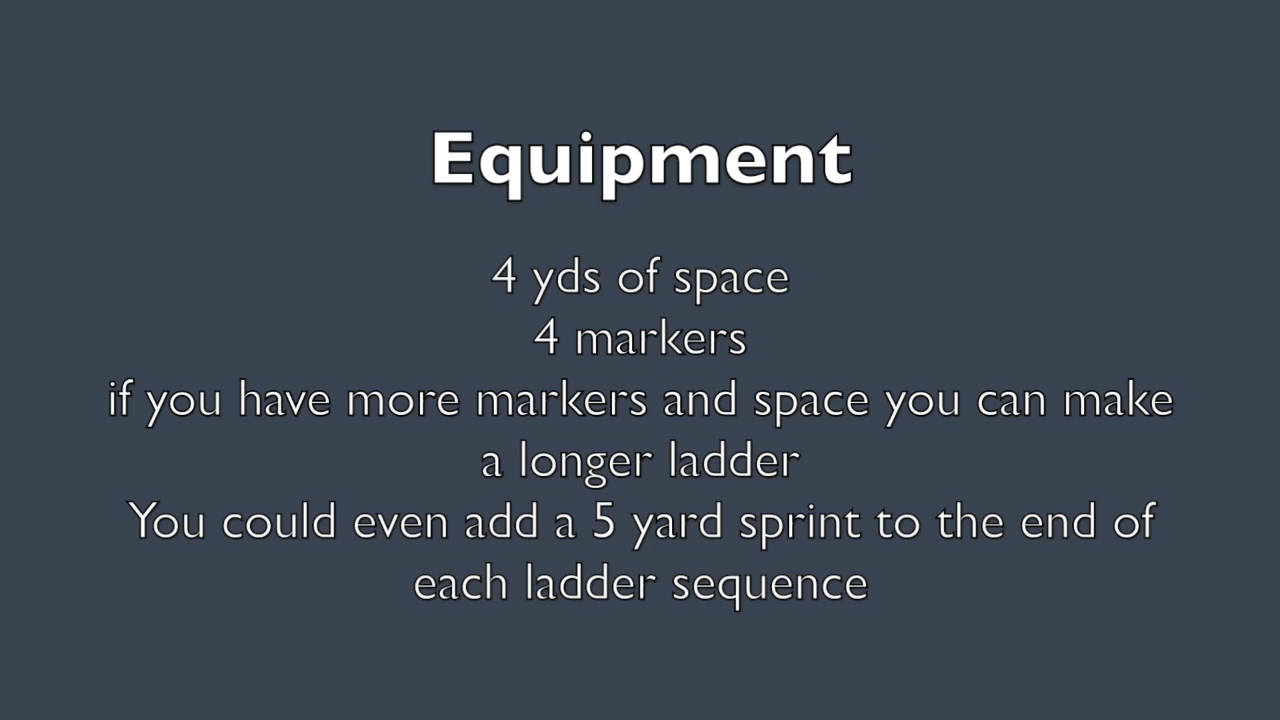 Equipment
4 yds of space
4 markers
if you have more markers and space you can make
a longer ladder
You could even add a 5 yard sprint to the end of
each ladder sequence